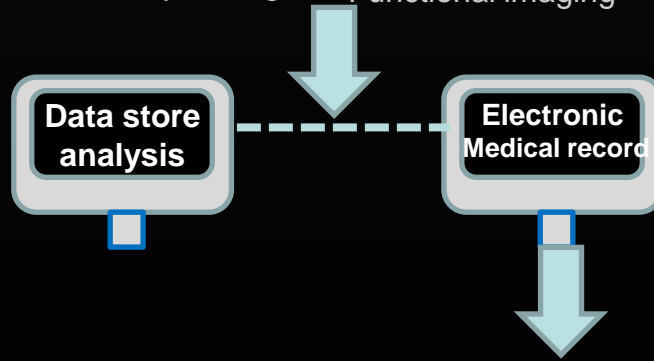 Functional imaging
Data store
analysis
Electronic
Medical record